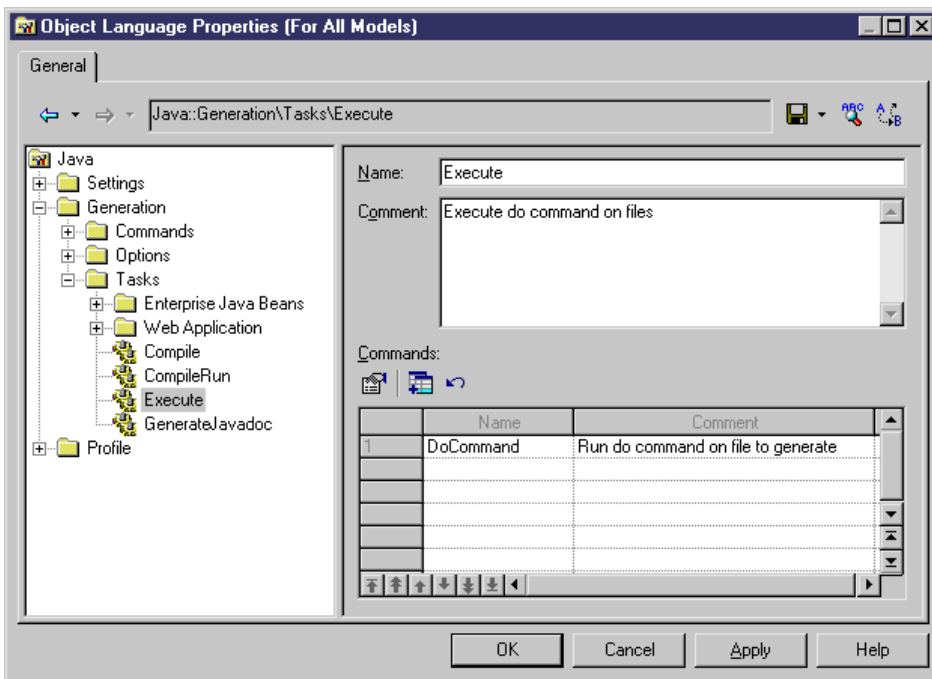 Object Language Properties (For All Models)
General
Java::Generation\Tasks\Execute
Java
Settings
Generation
Commands
Options
Tasks
Enterprise Java Beans
Web Application
Compile
CompileRun
Execute
GenerateJavadoc
Profile
Name: Execute
Comment: Execute do command on files
Commands:
Name Comment
1 DoCommand Run do command on file to generate
OK Cancel Apply Help